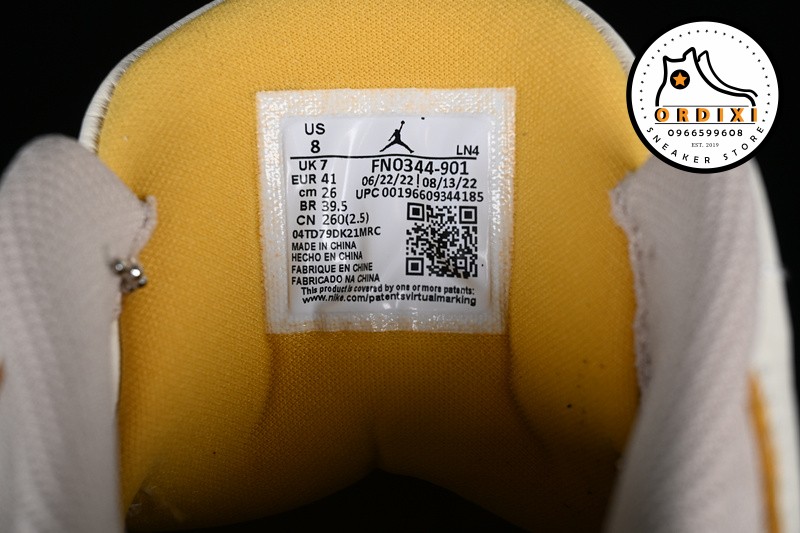 US
8
LN4
UK 7
FN0344-901
EUR 41
06/22/22 | 08/13/22
cm 26
UPC 00196609344185
BR 39.5
CN 260(2.5)
04TD79DK21MRC
MADE IN CHINA
HECHO EN CHINA
FABRIQUE EN CHINE
FABRICADO NA CHINA
This product is covered by one or more patents:
www.nike.com/patentsvirtualmarking
ORDIXI
0966599608
EST. 2019
SNEAKER STORE